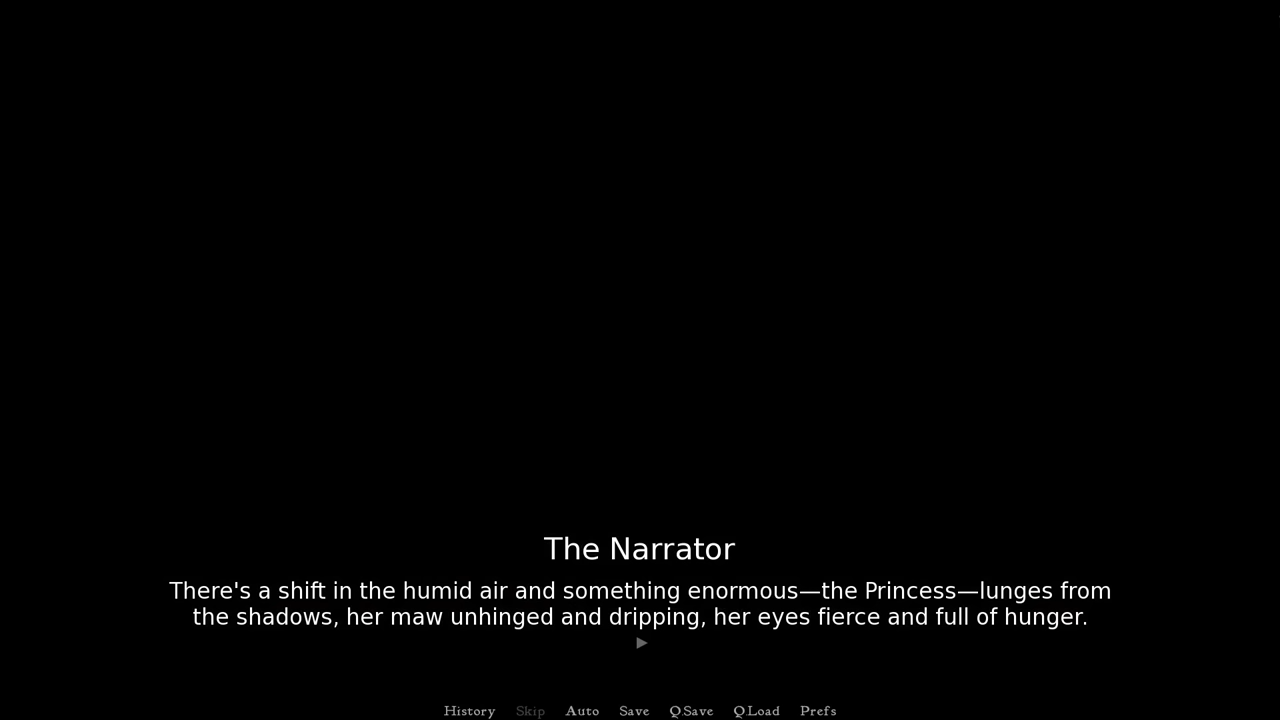 The Narrator
There's a shift in the humid air and something enormous—the Princess—lunges from
the shadows, her maw unhinged and dripping, her eyes fierce and full of hunger.
History Skip Auto Save Q.Save Q.Load Prefs